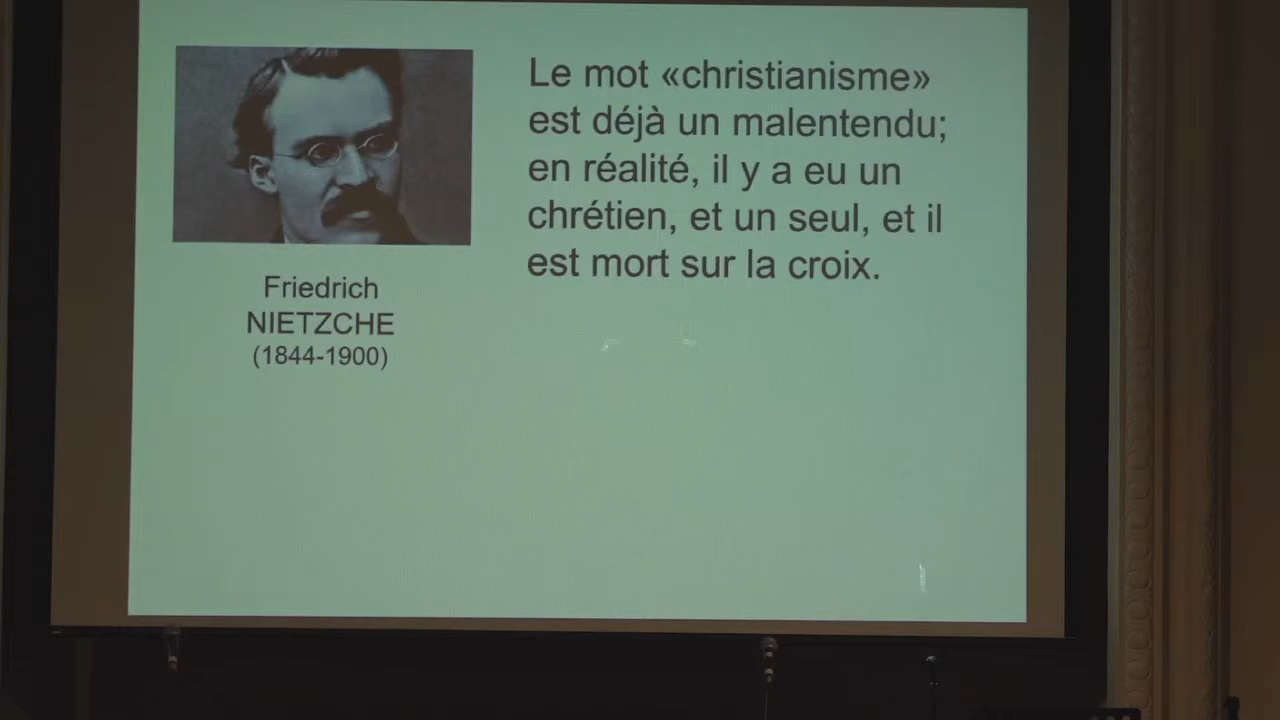 Le mot «christianisme»
est déjà un malentendu;
en réalité, il y a eu un
chrétien, et un seul, et il
est mort sur la croix.
Friedrich
NIETZCHE
(1844-1900)